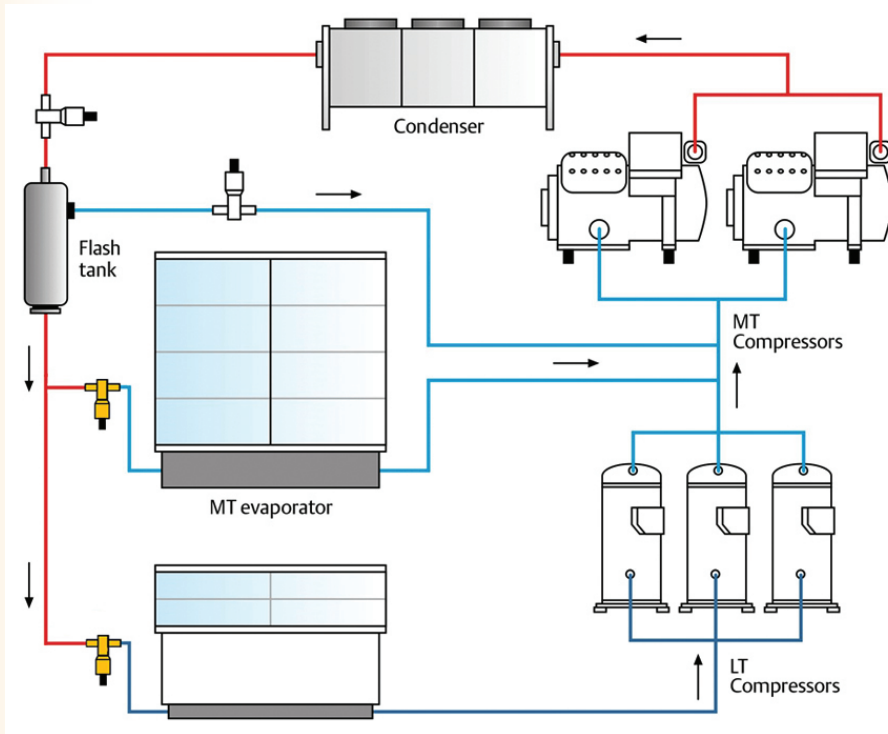 Condenser
Flash
tank
MT
Compressors
MT evaporator
LT
Compressors